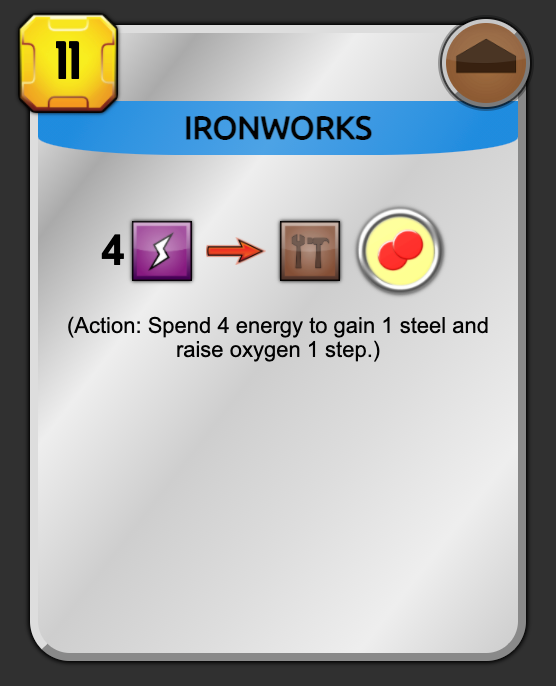 11
IRONWORKS
4
(Action: Spend 4 energy to gain 1 steel and
raise oxygen 1 step.)